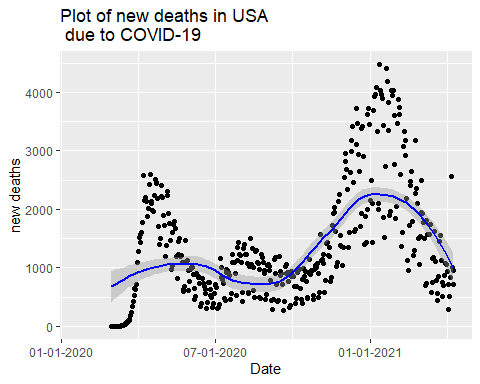 Plot of new deaths in USA
due to COVID-19
new deaths
4000
3000
2000
1000
0
01-01-2020
07-01-2020
01-01-2021
Date